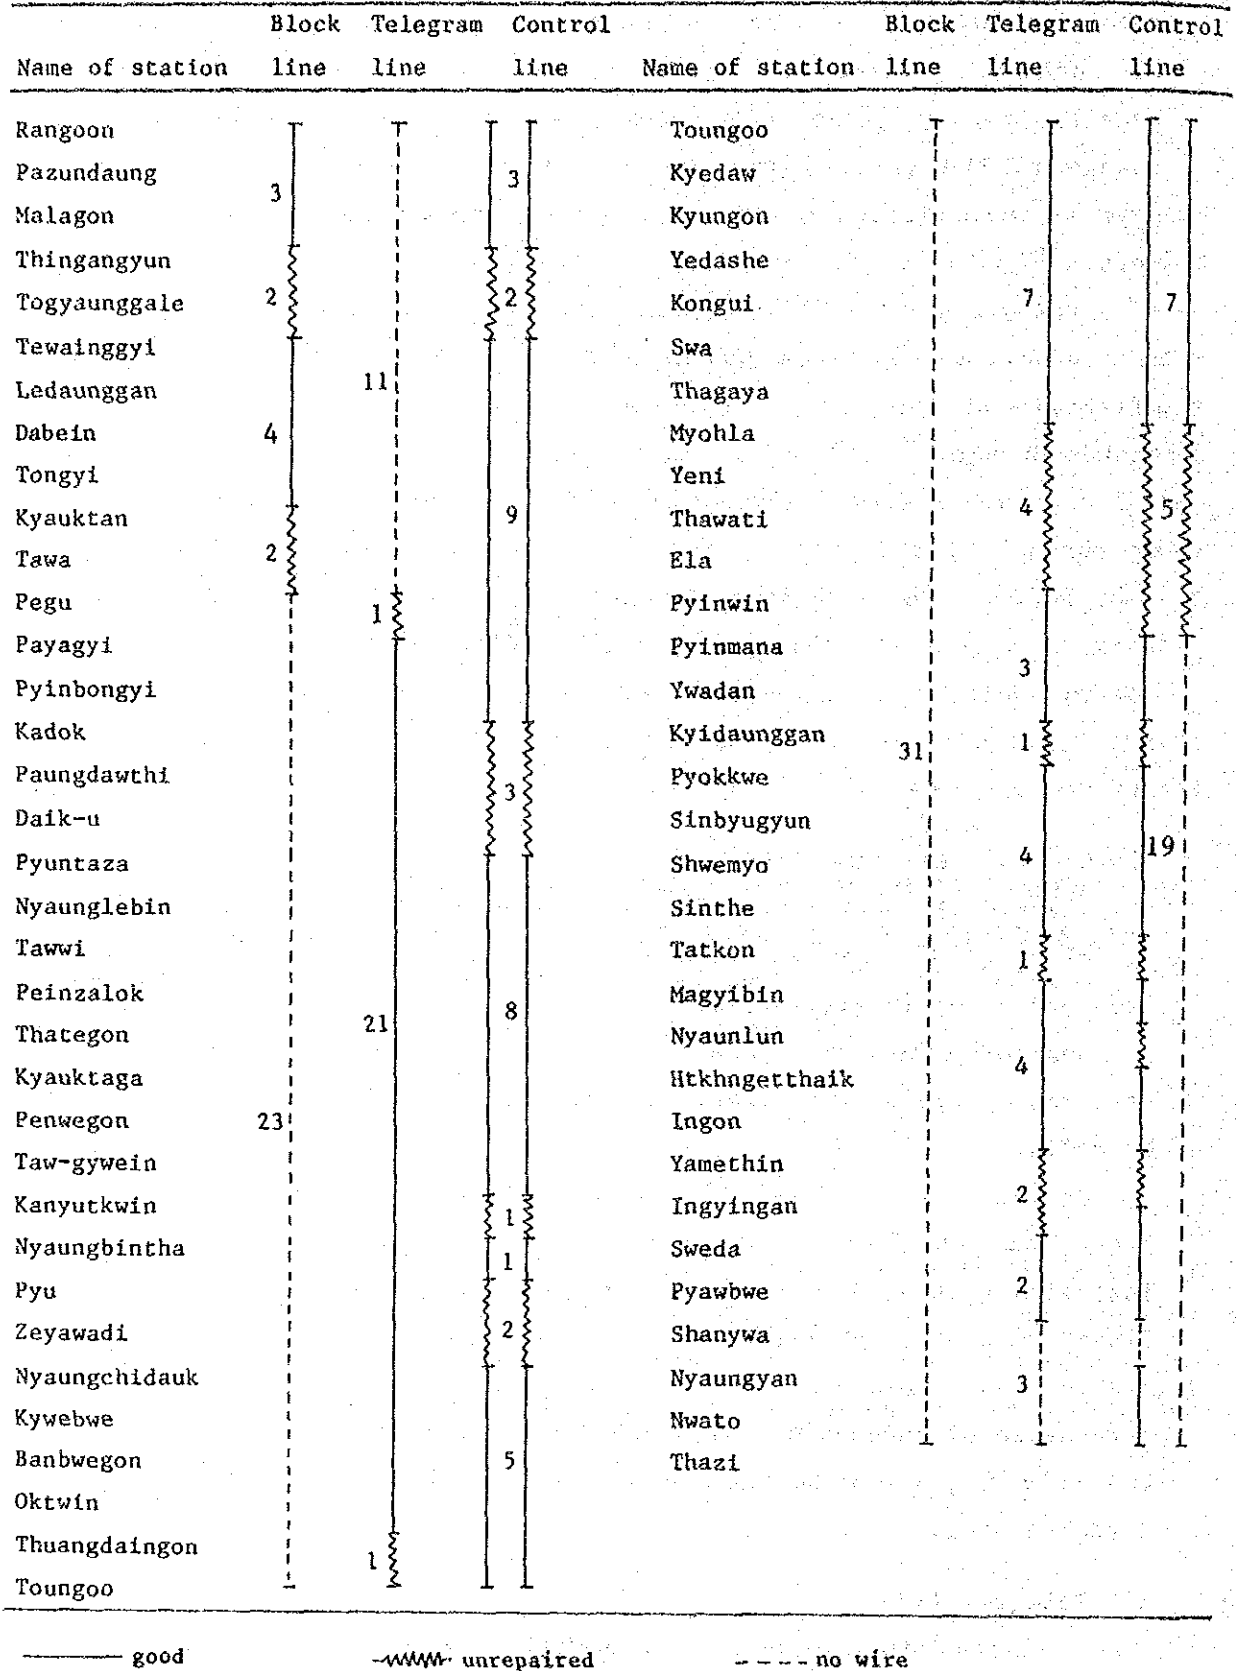 Block Telegram Control Block Telegram Control
Name of station line line line Name of station line line line
Rangoon Toungoo
Pazundaung 3 3 Kyedaw
Malagon Kyungon
Thingangyun Yedashe
Togyaunggale 2 2 Kongui 7 7
Tewainggyi Swa
Ledaunggan 11 Thagaya
Dabein 4 Myohla
Tongyi Yeni
Kyauktan 9 Thawati 4 5
Tawa 2 Ela
Pegu 1 Pyinwin
Payagyi Pyinmana
Pyinbongyi Ywadan 3
Kadok Kyidaunggan 31 1
Paungdawthi 3 Pyokkwe
Daik-u Sinbyugyun
Pyuntaza Shwemyo 4 19
Nyaunglebin Sinthe
Tawwi Tatkon 1
Peinzalok 8 Magyibin
Thategon 21 Nyaunlun
Kyauktaga Htkhngetthaik 4
Penwegon 23 Ingon
Taw-gywein Yamethin
Kanyutkwin 1 Ingyingan 2
Nyaungbintha 1 Sweda
Pyu Pyawbwe 2
Zeyawadi 2 Shanywa
Nyaungchidauk Nyaungyan 3
Kywebwe Nwato
Banbwegon 5 Thazi
Oktwin
Thuangdaingon 1
Toungoo
good unrepaired no wire